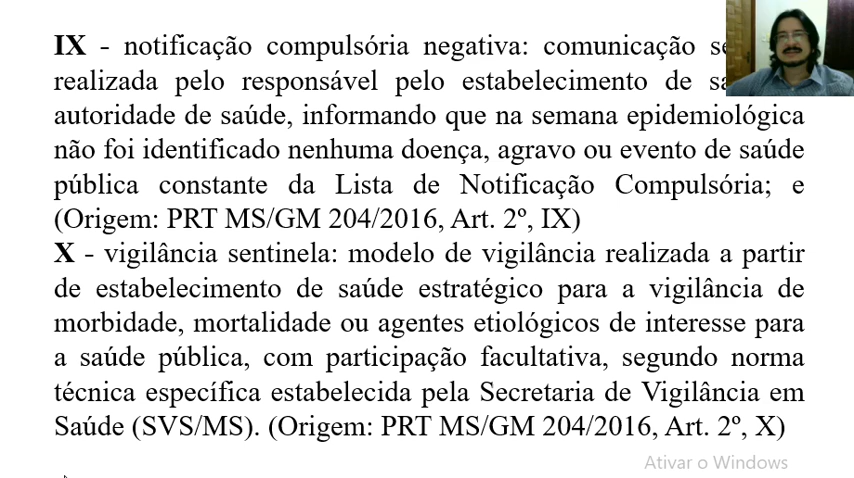 IX - notificação compulsória negativa: comunicação
realizada pelo responsável pelo estabelecimento de
autoridade de saúde, informando que na semana epidemiológica
não foi identificado nenhuma doença, agravo ou evento de saúde
pública constante da Lista de Notificação Compulsória; e
(Origem: PRT MS/GM 204/2016, Art. 2º, IX)
X - vigilância sentinela: modelo de vigilância realizada a partir
de estabelecimento de saúde estratégico para a vigilância de
morbidade, mortalidade ou agentes etiológicos de interesse para
a saúde pública, com participação facultativa, segundo norma
técnica específica estabelecida pela Secretaria de Vigilância em
Saúde (SVS/MS). (Origem: PRT MS/GM 204/2016, Art. 2º, X)
Ativar o Windows